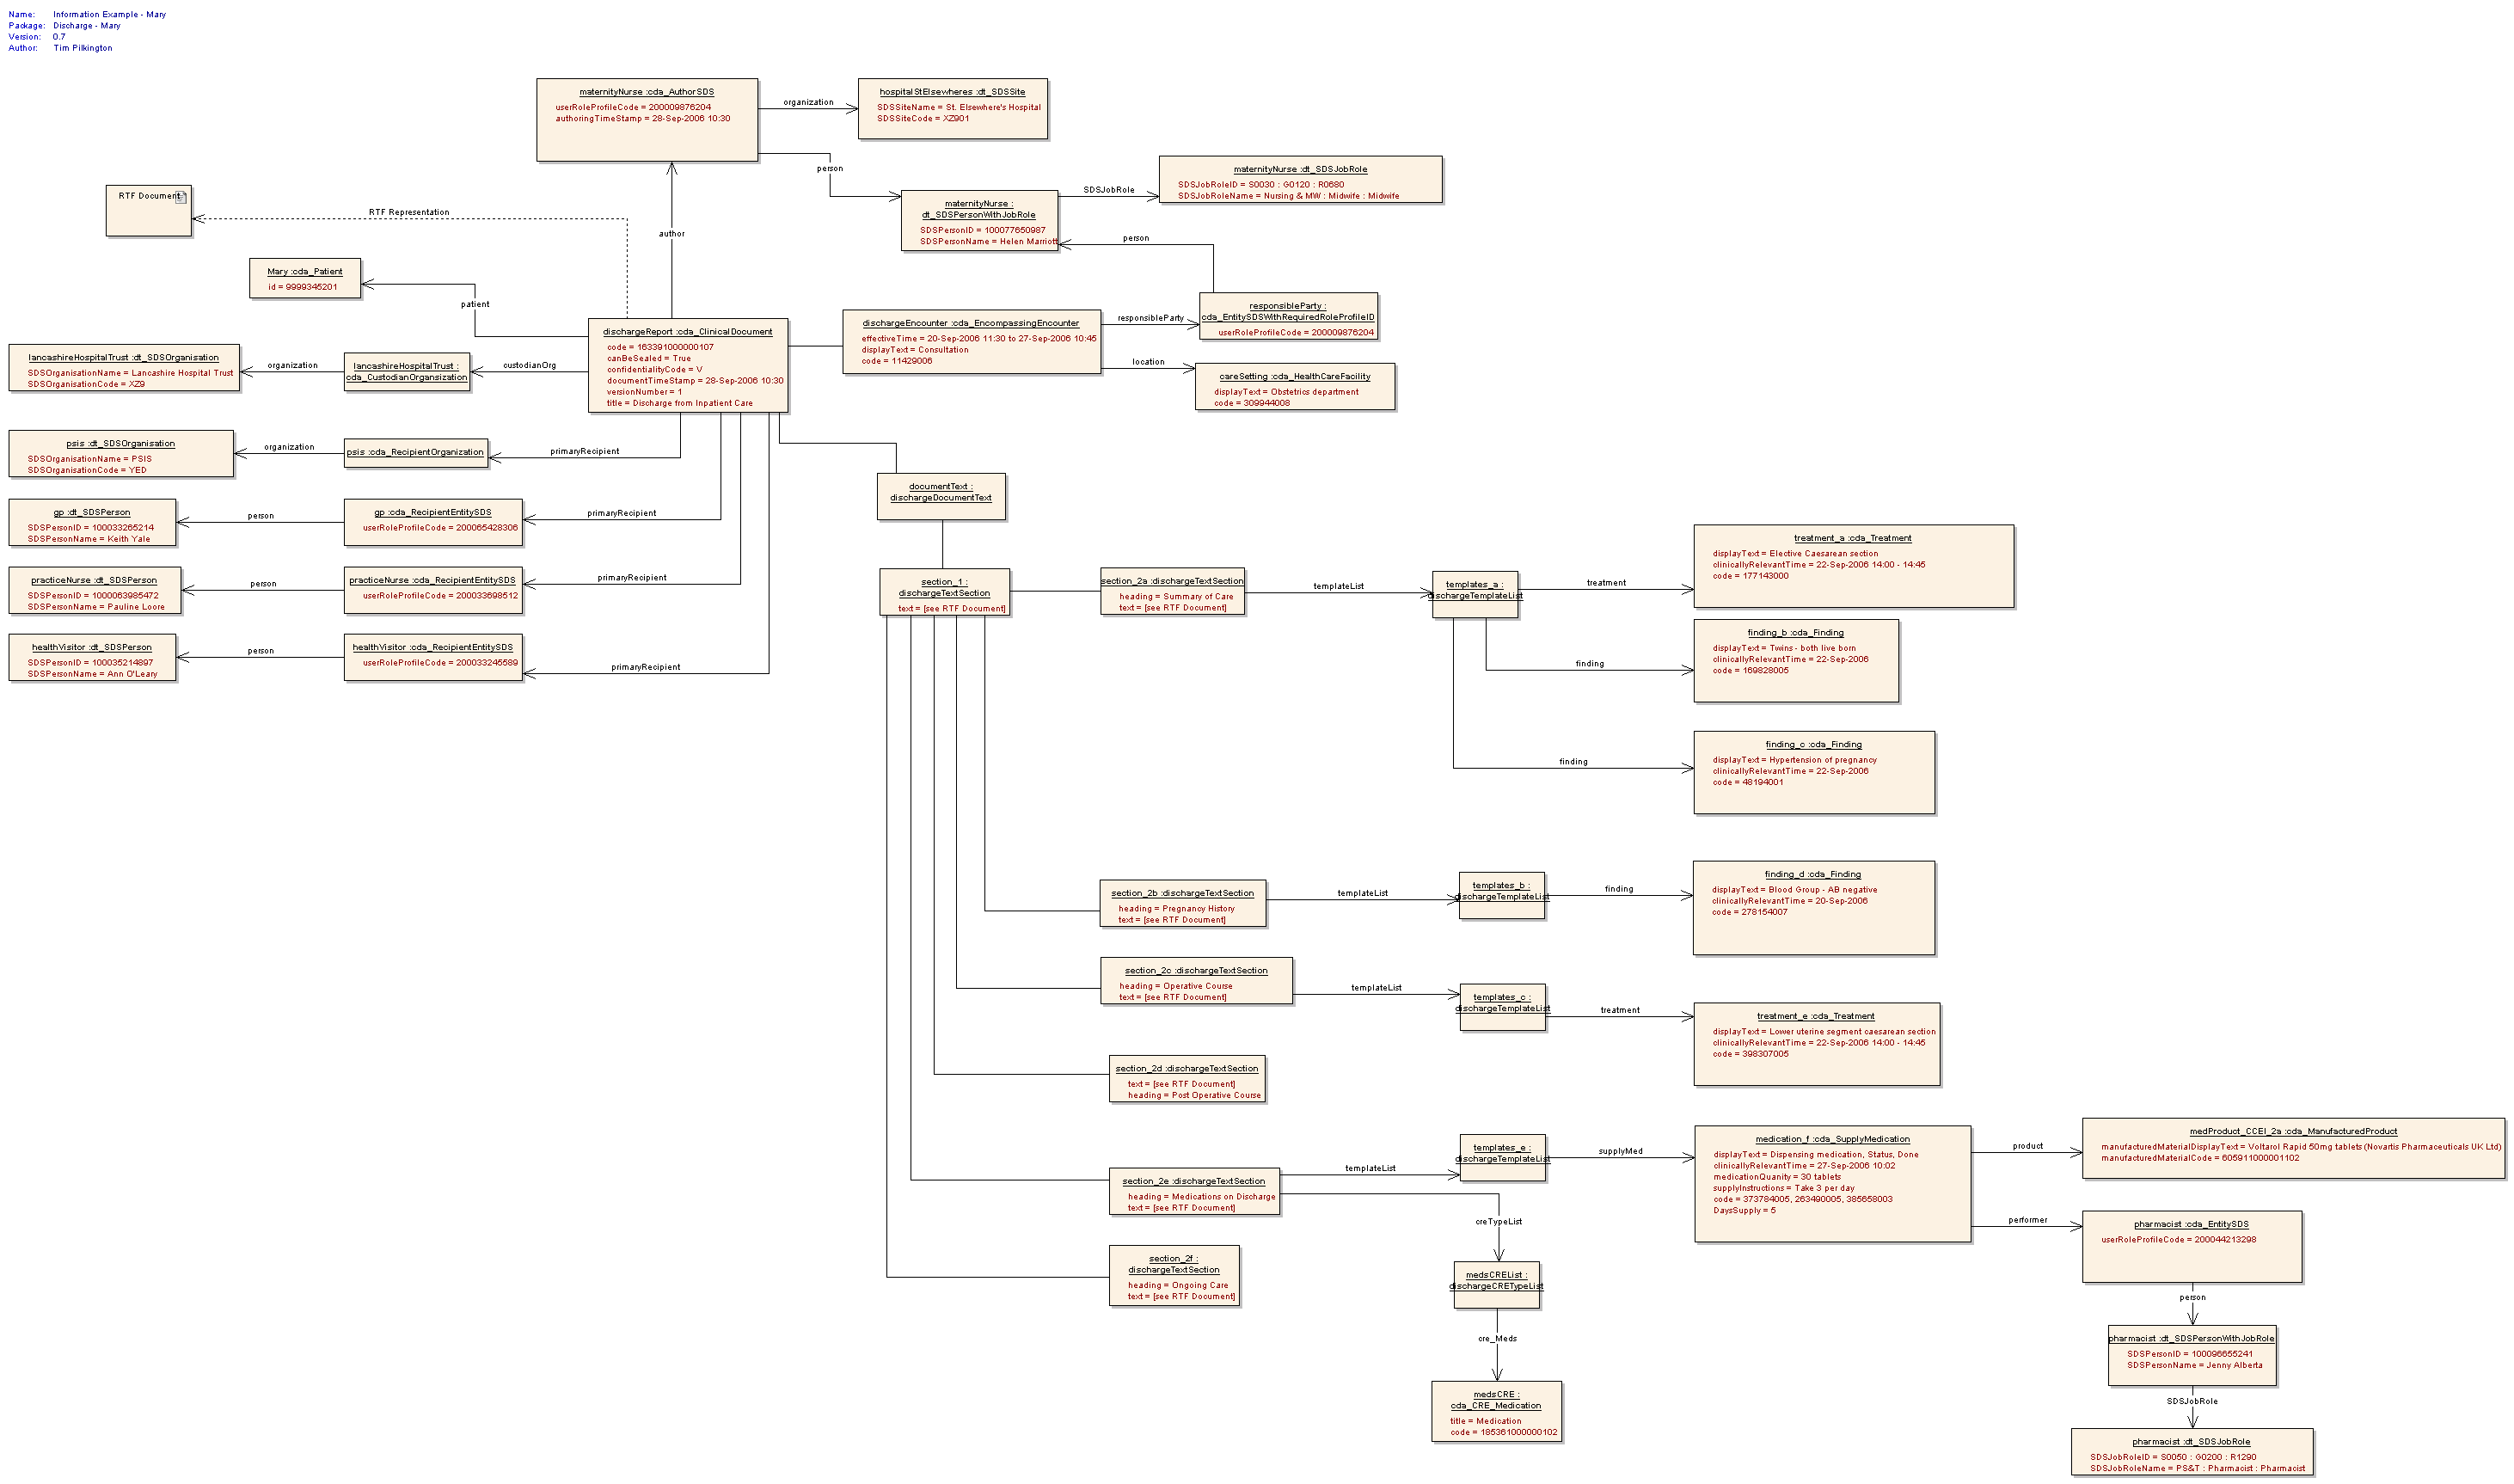 Name: Information Example - Mary
Package: Discharge - Mary
Version: 0.7
Author: Tim Pilkington
maternityNurse :cda_AuthorSDS
userRoleProfileCode = 200009876204
authoringTimeStamp = 28-Sep-2006 10:30
organization
hospitalStElsewheres :dt_SDSSite
SDSSiteName = St. Elsewhere's Hospital
SDSSiteCode = XZ901
person
maternityNurse :dt_SDSJobRole
SDSJobRoleID = S0030 : G0120 : R0680
SDSJobRoleName = Nursing & MW : Midwife : Midwife
SDSJobRole
maternityNurse :
dt_SDSPersonWithJobRole
SDSPersonID = 100077650987
SDSPersonName = Helen Marriott
RTF Document
RTF Representation
author
person
Mary :cda_Patient
id = 9999345201
patient
dischargeReport :cda_ClinicalDocument
code = 163391000000107
canBeSealed = True
confidentialityCode = V
documentTimeStamp = 28-Sep-2006 10:30
versionNumber = 1
title = Discharge from Inpatient Care
dischargeEncounter :cda_EncompassingEncounter
effectiveTime = 20-Sep-2006 11:30 to 27-Sep-2006 10:45
displayText = Consultation
code = 11429006
responsibleParty
responsibleParty :
cda_EntitySDSWithRequiredRoleProfileID
userRoleProfileCode = 200009876204
location
careSetting :cda_HealthCareFacility
displayText = Obstetrics department
code = 309944008
lancashireHospitalTrust :dt_SDSOrganisation
SDSOrganisationName = Lancashire Hospital Trust
SDSOrganisationCode = XZ9
organization
lancashireHospitalTrust :
cda_CustodianOrgansization
custodianOrg
psis :dt_SDSOrganisation
SDSOrganisationName = PSIS
SDSOrganisationCode = YED
organization
psis :cda_RecipientOrganization
primaryRecipient
documentText :
dischargeDocumentText
gp :dt_SDSPerson
SDSPersonID = 100033265214
SDSPersonName = Keith Yale
person
gp :cda_RecipientEntitySDS
userRoleProfileCode = 200065428306
primaryRecipient
practiceNurse :dt_SDSPerson
SDSPersonID = 1000063985472
SDSPersonName = Pauline Loore
person
practiceNurse :cda_RecipientEntitySDS
userRoleProfileCode = 200033698512
primaryRecipient
healthVisitor :dt_SDSPerson
SDSPersonID = 100035214897
SDSPersonName = Ann O'Leary
person
healthVisitor :cda_RecipientEntitySDS
userRoleProfileCode = 200033245589
primaryRecipient
section_1 :
dischargeTextSection
text = [see RTF Document]
section_2a :dischargeTextSection
heading = Summary of Care
text = [see RTF Document]
templateList
templates_a :
dischargeTemplateList
treatment
treatment_a :cda_Treatment
displayText = Elective Caesarean section
clinicallyRelevantTime = 22-Sep-2006 14:00 - 14:45
code = 177143000
finding
finding_b :cda_Finding
displayText = Twins - both live born
clinicallyRelevantTime = 22-Sep-2006
code = 169828005
finding
finding_c :cda_Finding
displayText = Hypertension of pregnancy
clinicallyRelevantTime = 22-Sep-2006
code = 48194001
section_2b :dischargeTextSection
heading = Pregnancy History
text = [see RTF Document]
templateList
templates_b :
dischargeTemplateList
finding
finding_d :cda_Finding
displayText = Blood Group - AB negative
clinicallyRelevantTime = 20-Sep-2006
code = 278154007
section_2c :dischargeTextSection
heading = Operative Course
text = [see RTF Document]
templateList
templates_c :
dischargeTemplateList
treatment
treatment_e :cda_Treatment
displayText = Lower uterine segment caesarean section
clinicallyRelevantTime = 22-Sep-2006 14:00 - 14:45
code = 398307005
section_2d :dischargeTextSection
text = [see RTF Document]
heading = Post Operative Course
section_2e :dischargeTextSection
heading = Medications on Discharge
text = [see RTF Document]
templateList
templates_e :
dischargeTemplateList
supplyMed
medication_f :cda_SupplyMedication
displayText = Dispensing medication, Status, Done
clinicallyRelevantTime = 27-Sep-2006 10:02
medicationQuanity = 30 tablets
supplyInstructions = Take 3 per day
code = 373784005, 263490005, 385658003
DaysSupply = 5
product
medProduct_CCEI_2a :cda_ManufacturedProduct
manufacturedMaterialDisplayText = Voltarol Rapid 50mg tablets (Novartis Pharmaceuticals UK Ltd)
manufacturedMaterialCode = 605911000001102
performer
pharmacist :cda_EntitySDS
userRoleProfileCode = 200044213298
creTypeList
section_2f :
dischargeTextSection
heading = Ongoing Care
text = [see RTF Document]
medsCREList :
dischargeCRETypeList
cre_Meds
medsCRE :
cda_CRE_Medication
title = Medication
code = 185361000000102
person
pharmacist :dt_SDSPersonWithJobRole
SDSPersonID = 100096655241
SDSPersonName = Jenny Alberta
SDSJobRole
pharmacist :dt_SDSJobRole
SDSJobRoleID = S0050 : G0200 : R1290
SDSJobRoleName = PS&T : Pharmacist : Pharmacist